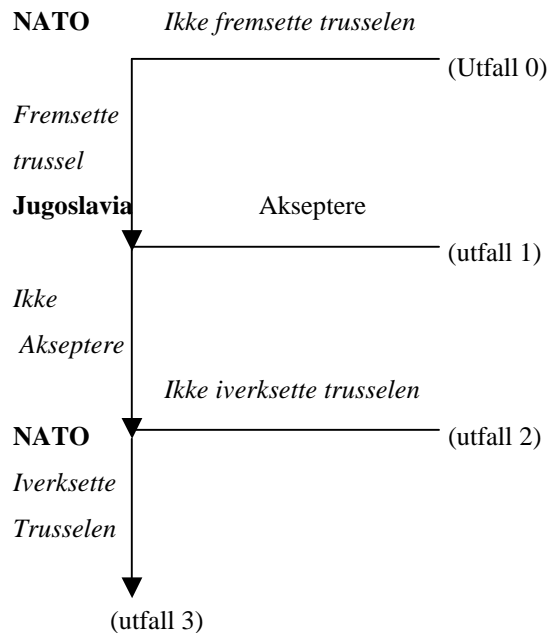 NATO Ikke fremsette trusselen
(Utfall 0)
Fremsette
trussel
Jugoslavia Akseptere
(utfall 1)
Ikke
Akseptere
Ikke iverksette trusselen
NATO (utfall 2)
Iverksette
Trusselen
(utfall 3)